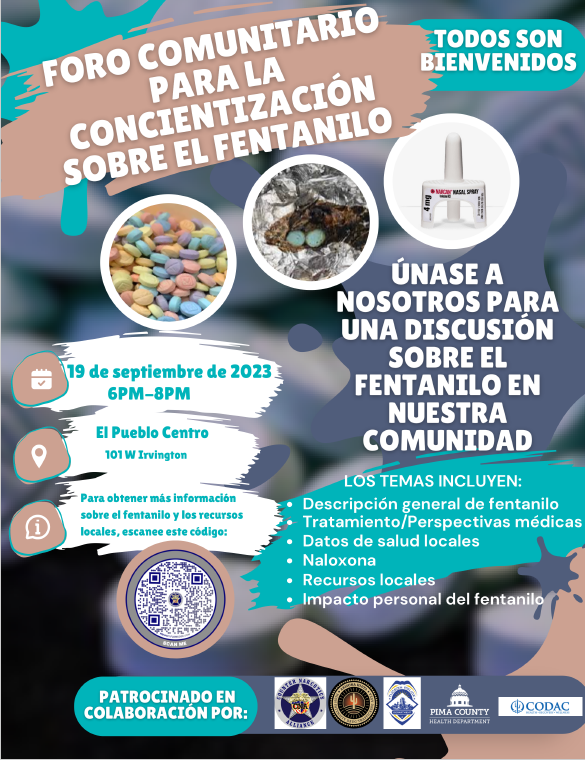 FORO COMUNITARIO
PARA LA
CONCIENTIZACIÓN
SOBRE EL FENTANILO
TODOS SON
BIENVENIDOS
4 mg
NARCAN NASAL SPRAY
ÚNASE A
NOSOTROS PARA
UNA DISCUSIÓN
SOBRE EL
FENTANILO EN
NUESTRA
COMUNIDAD
19 de septiembre de 2023
6PM-8PM
El Pueblo Centro
101 W Irvington
Para obtener más información
sobre el fentanilo y los recursos
locales, escanee este código:
SCAN ME
LOS TEMAS INCLUYEN:
• Descripción general de fentanilo
• Tratamiento/Perspectivas médicas
• Datos de salud locales
• Naloxona
• Recursos locales
• Impacto personal del fentanilo
PATROCINADO EN
COLABORACIÓN POR:
COUNTER NARCOTICS
ALLIANCE
PIMA COUNTY
HEALTH DEPARTMENT
CODAC